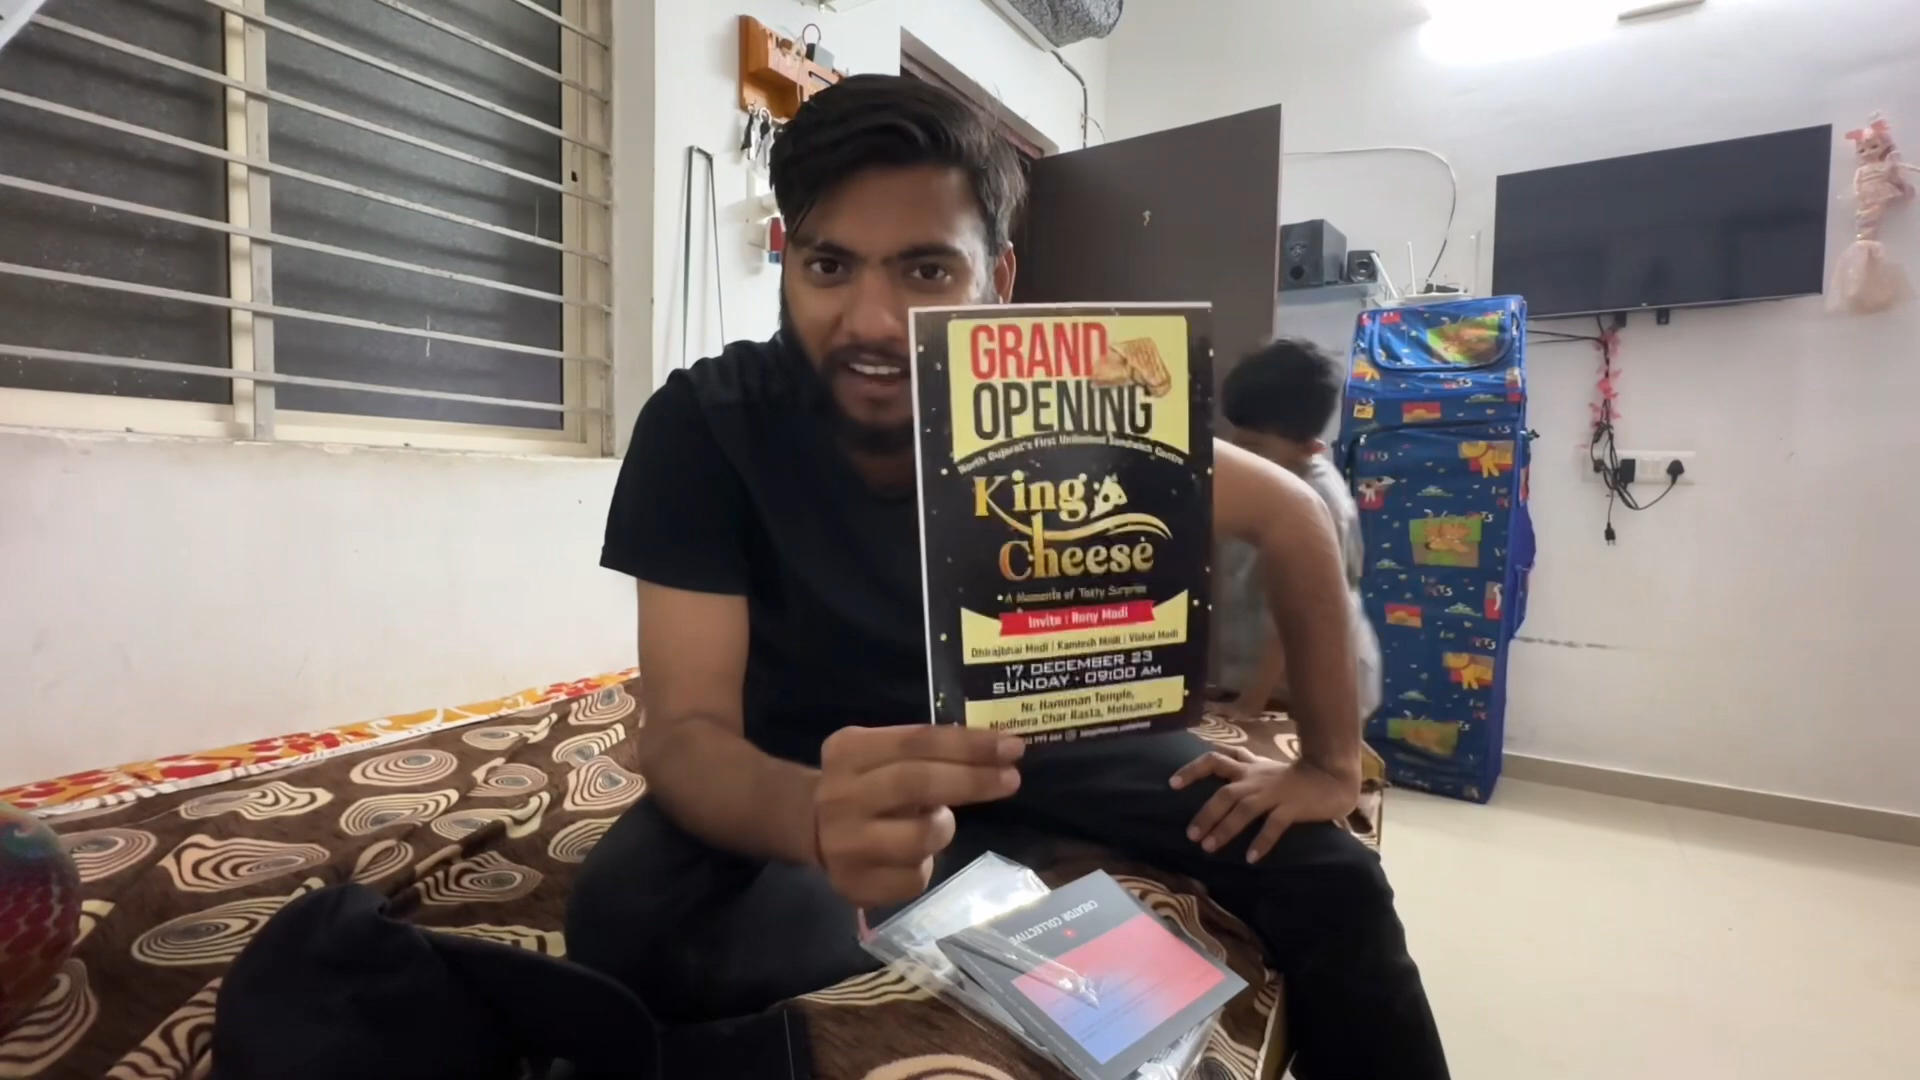 GRAND
OPENING
North Gujarat's First Unlimited Sandwich Centre
King
Cheese
A Moments of Tasty Surprise
Invite : Rony Modi
Dhirajbhai Modi | Kamlesh Modi | Vishal Modi
17 DECEMBER 23
SUNDAY - 09:00 AM
Nr. Hanuman Temple,
Modhera Char Rasta, Mehsana-2
CREATOR COLLECTIVE